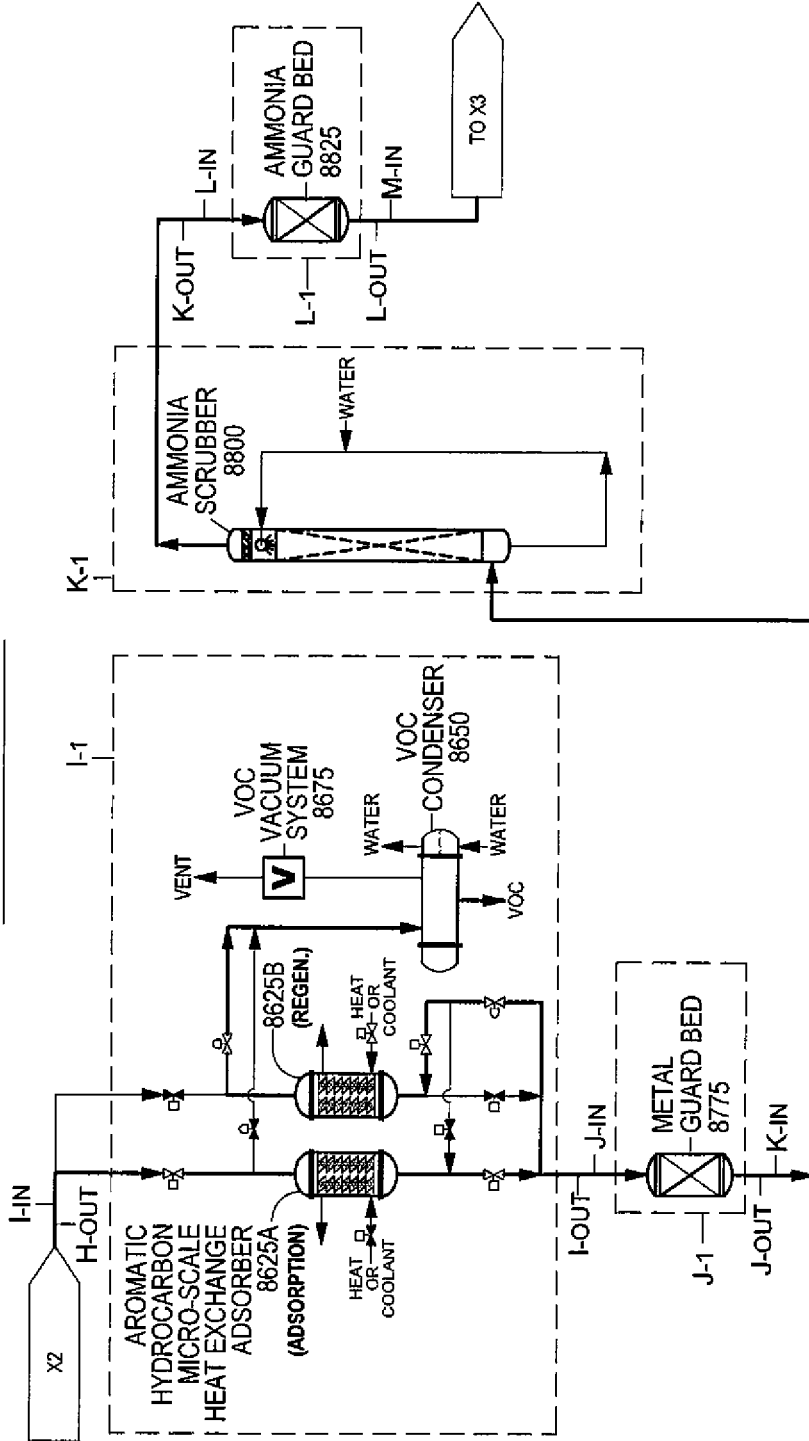 X2
I-IN
H-OUT
I-1
AROMATIC
HYDROCARBON
MICRO-SCALE
HEAT EXCHANGE
ADSORBER
8625A
(ADSORPTION)
8625B
(REGEN.)
HEAT
OR
COOLANT
HEAT
OR
COOLANT
VENT
V
VOC
VACUUM
SYSTEM
8675
WATER
WATER
VOC
CONDENSER
8650
VOC
I-OUT
J-IN
METAL
GUARD BED
8775
J-1
J-OUT
K-IN
K-1
AMMONIA
SCRUBBER
8800
WATER
K-OUT
L-IN
AMMONIA
GUARD BED
8825
L-1
L-OUT
M-IN
TO X3